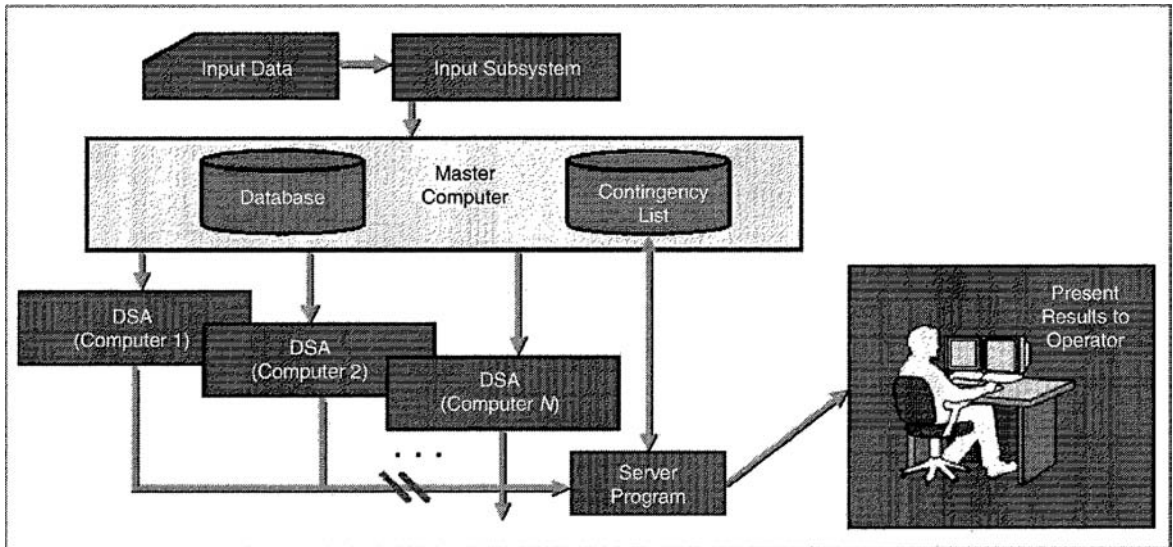 Input Data
Input Subsystem
Master
Computer
Database
Contingency
List
DSA
(Computer 1)
DSA
(Computer 2)
DSA
(Computer N)
. . .
Server
Program
Present
Results to
Operator